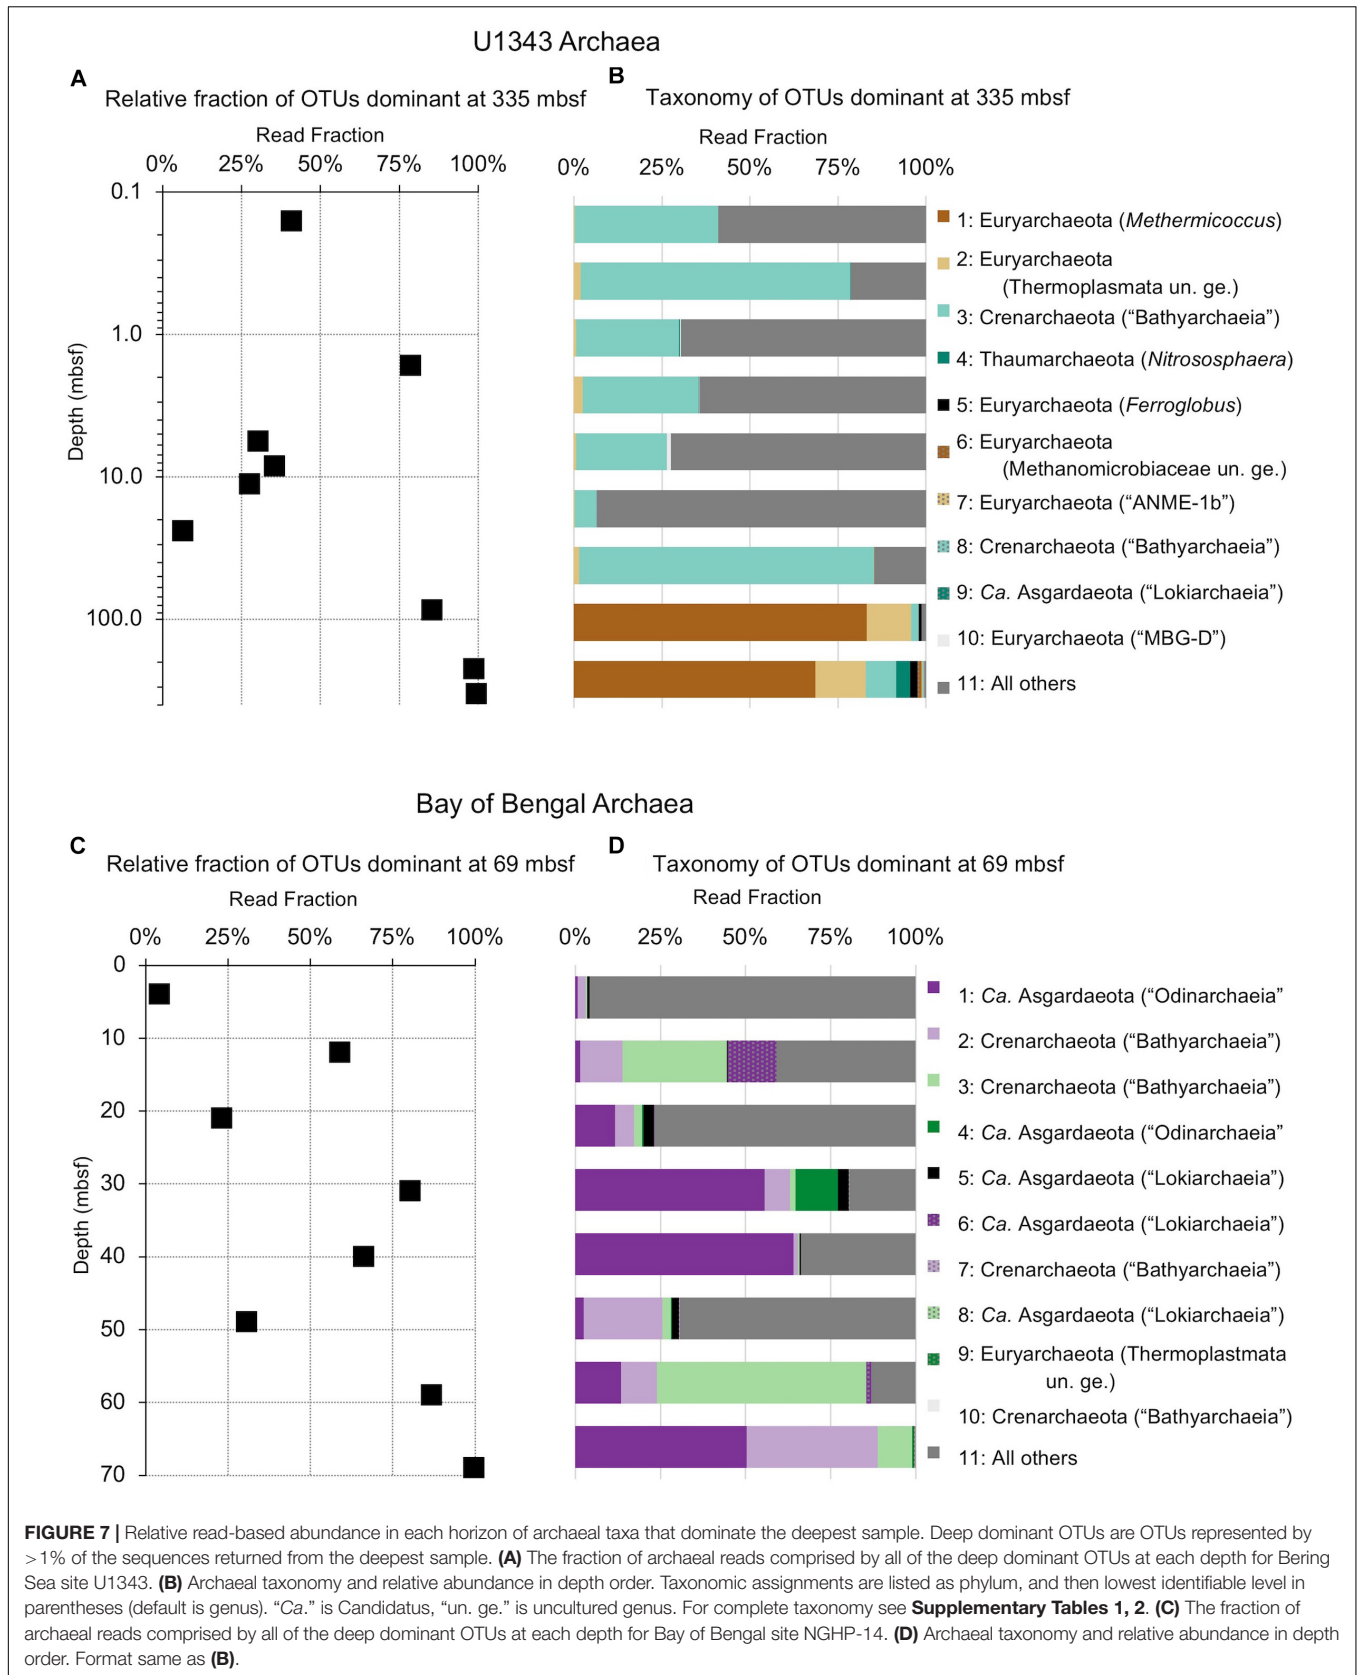 U1343 Archaea
A
Relative fraction of OTUs dominant at 335 mbsf
Read Fraction
0% 25% 50% 75% 100%
0.1
1.0
10.0
100.0
Depth (mbsf)
B
Taxonomy of OTUs dominant at 335 mbsf
Read Fraction
0% 25% 50% 75% 100%
1: Euryarchaeota (Methermicoccus)
2: Euryarchaeota
(Thermoplasmata un. ge.)
3: Crenarchaeota (“Bathyarchaeia”)
4: Thaumarchaeota (Nitrososphaera)
5: Euryarchaeota (Ferroglobus)
6: Euryarchaeota
(Methanomicrobiaceae un. ge.)
7: Euryarchaeota (“ANME-1b”)
8: Crenarchaeota (“Bathyarchaeia”)
9: Ca. Asgardaeota (“Lokiarchaeia”)
10: Euryarchaeota (“MBG-D”)
11: All others
Bay of Bengal Archaea
C
Relative fraction of OTUs dominant at 69 mbsf
Read Fraction
0% 25% 50% 75% 100%
0
10
20
30
40
50
60
70
Depth (mbsf)
D
Taxonomy of OTUs dominant at 69 mbsf
Read Fraction
0% 25% 50% 75% 100%
1: Ca. Asgardaeota (“Odinarchaeia“
2: Crenarchaeota (“Bathyarchaeia”)
3: Crenarchaeota (“Bathyarchaeia”)
4: Ca. Asgardaeota (“Odinarchaeia“
5: Ca. Asgardaeota (“Lokiarchaeia”)
6: Ca. Asgardaeota (“Lokiarchaeia”)
7: Crenarchaeota (“Bathyarchaeia”)
8: Ca. Asgardaeota (“Lokiarchaeia”)
9: Euryarchaeota (Thermoplastmata
un. ge.)
10: Crenarchaeota (“Bathyarchaeia”)
11: All others
FIGURE 7 | Relative read-based abundance in each horizon of archaeal taxa that dominate the deepest sample. Deep dominant OTUs are OTUs represented by
>1% of the sequences returned from the deepest sample. (A) The fraction of archaeal reads comprised by all of the deep dominant OTUs at each depth for Bering
Sea site U1343. (B) Archaeal taxonomy and relative abundance in depth order. Taxonomic assignments are listed as phylum, and then lowest identifiable level in
parentheses (default is genus). “Ca.” is Candidatus, “un. ge.” is uncultured genus. For complete taxonomy see Supplementary Tables 1, 2. (C) The fraction of
archaeal reads comprised by all of the deep dominant OTUs at each depth for Bay of Bengal site NGHP-14. (D) Archaeal taxonomy and relative abundance in depth
order. Format same as (B).